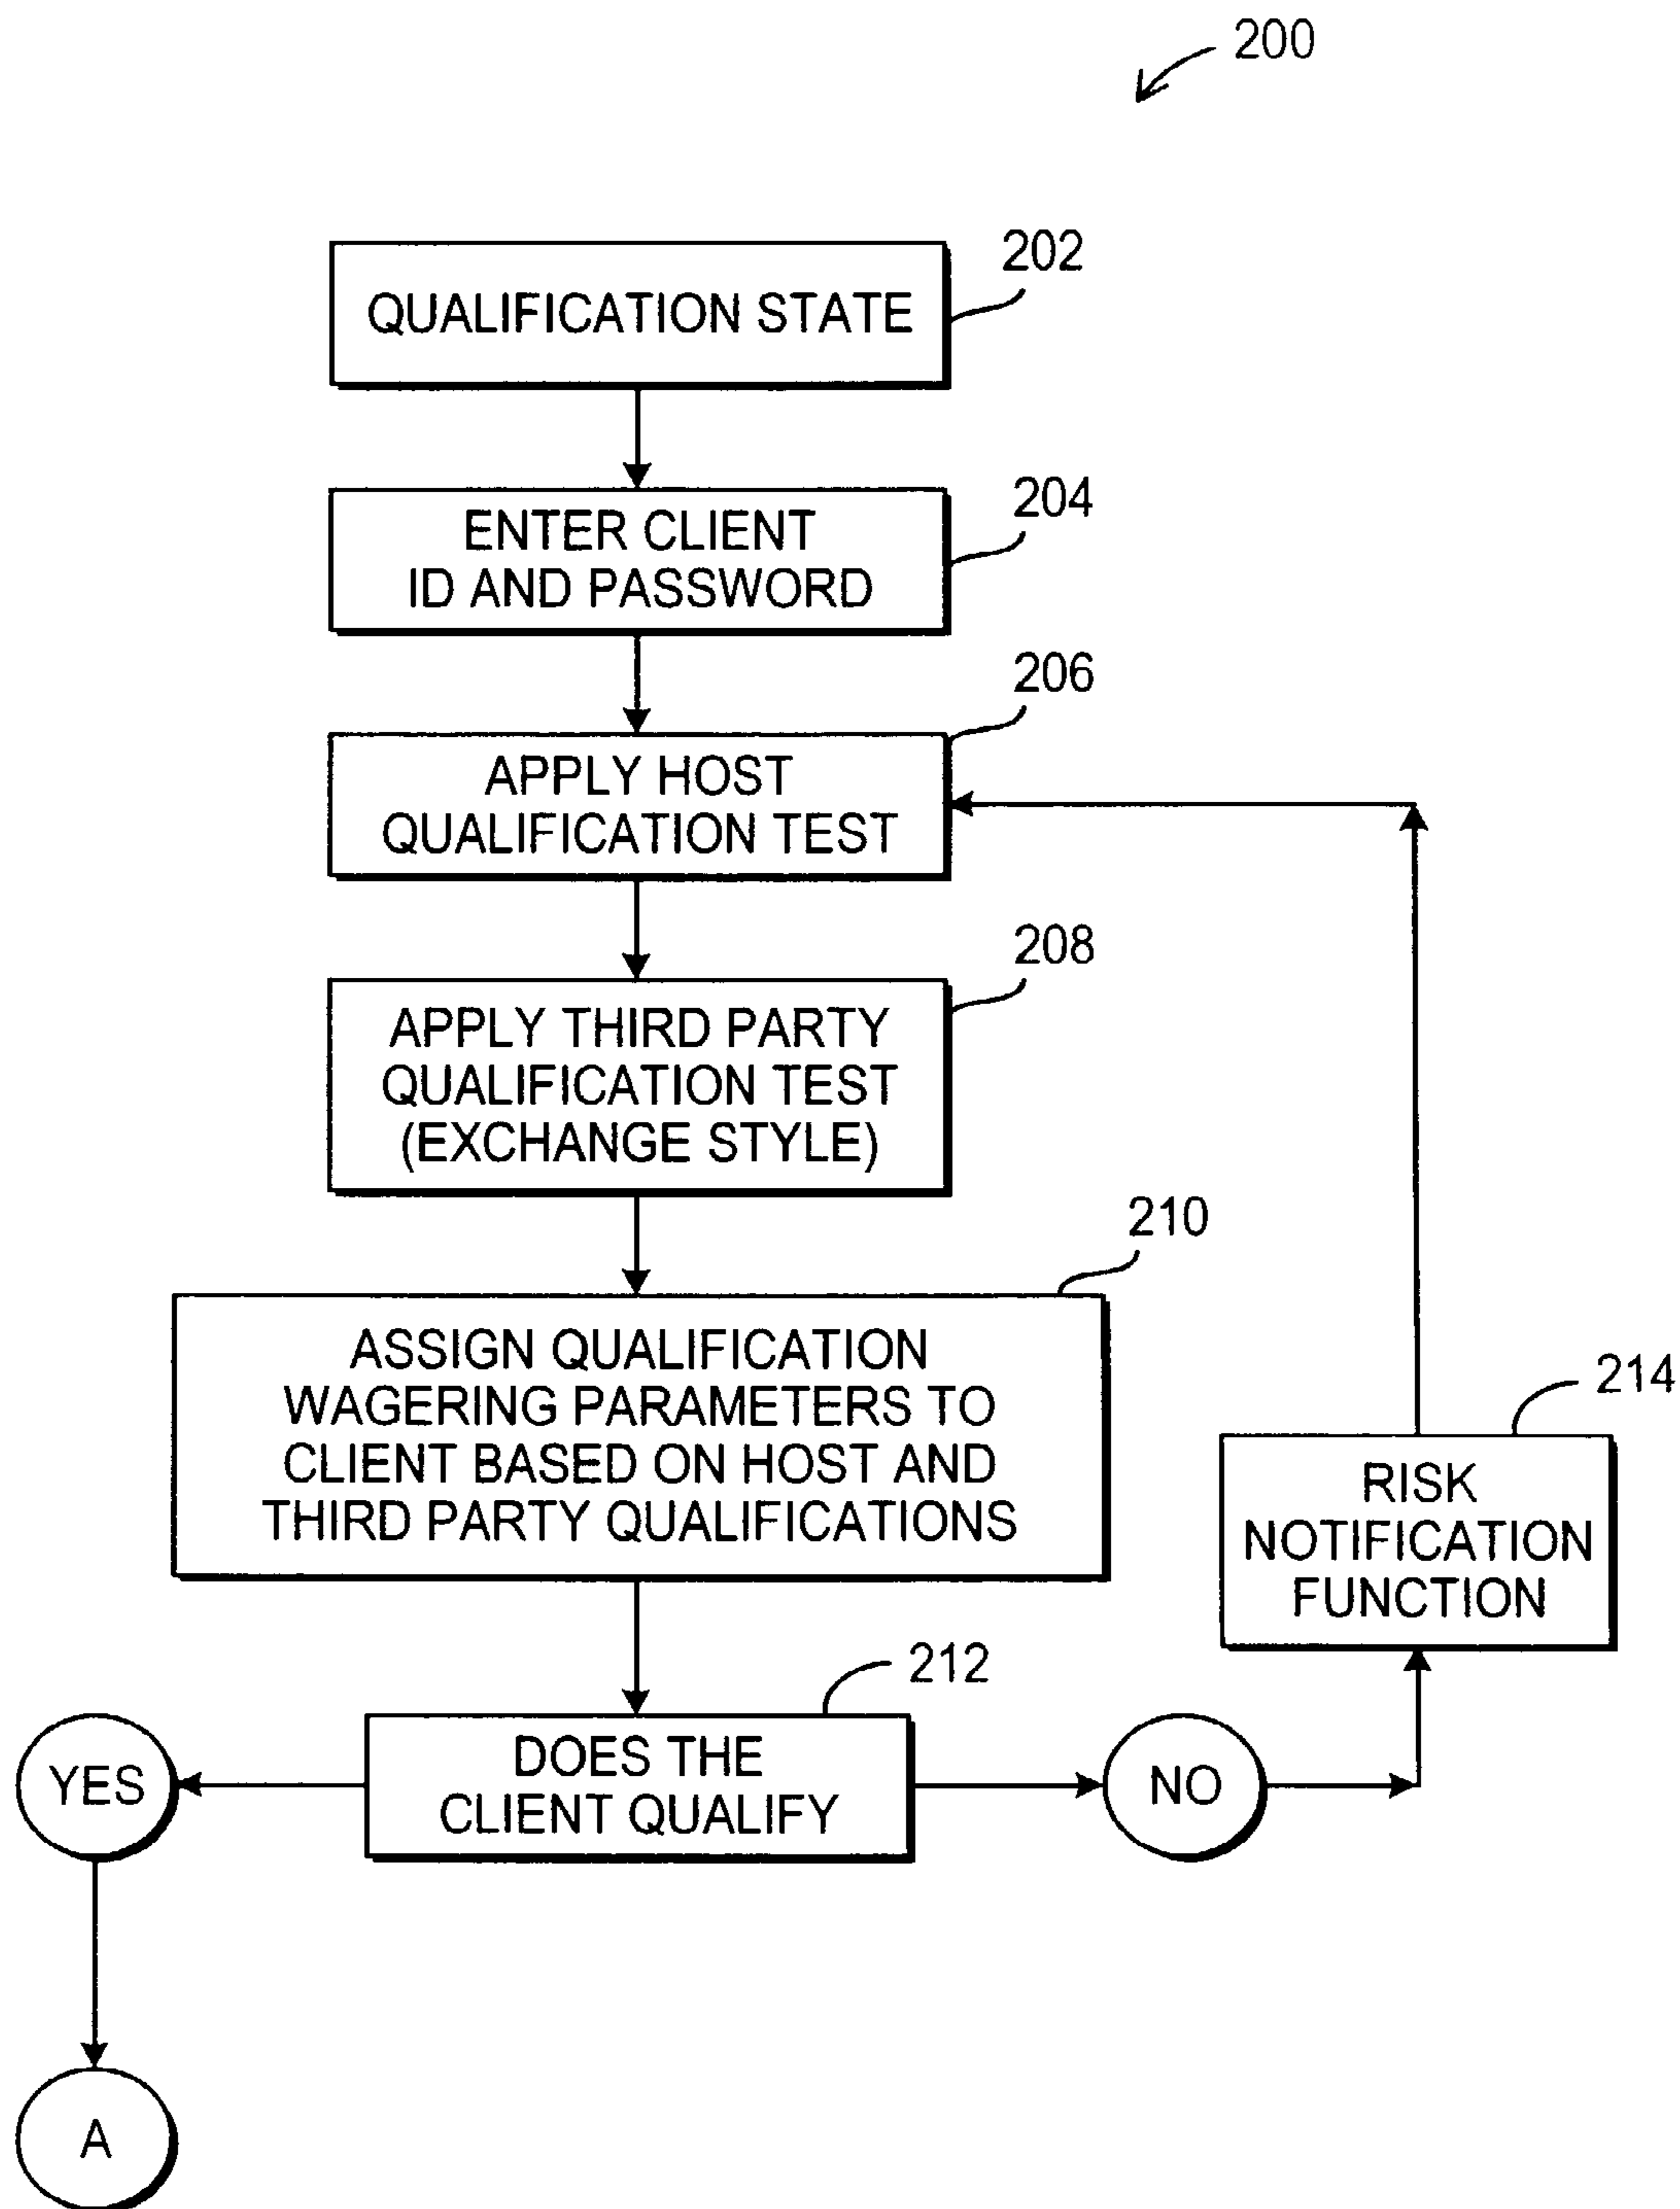 200
202
QUALIFICATION STATE
204
ENTER CLIENT
ID AND PASSWORD
206
APPLY HOST
QUALIFICATION TEST
208
APPLY THIRD PARTY
QUALIFICATION TEST
(EXCHANGE STYLE)
210
ASSIGN QUALIFICATION
WAGERING PARAMETERS TO
CLIENT BASED ON HOST AND
THIRD PARTY QUALIFICATIONS
214
RISK
NOTIFICATION
FUNCTION
212
DOES THE
CLIENT QUALIFY
YES
NO
A